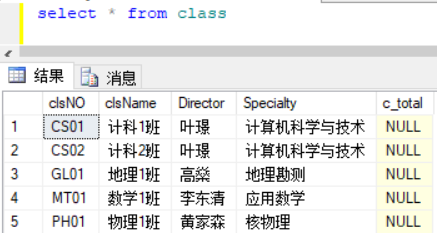 select * from class
结果 消息
clsNO clsName Director Specialty c_total
1 CS01 计科1班 叶璟 计算机科学与技术 NULL
2 CS02 计科2班 叶璟 计算机科学与技术 NULL
3 GL01 地理1班 高燊 地理勘测 NULL
4 MT01 数学1班 李东清 应用数学 NULL
5 PH01 物理1班 黄家森 核物理 NULL